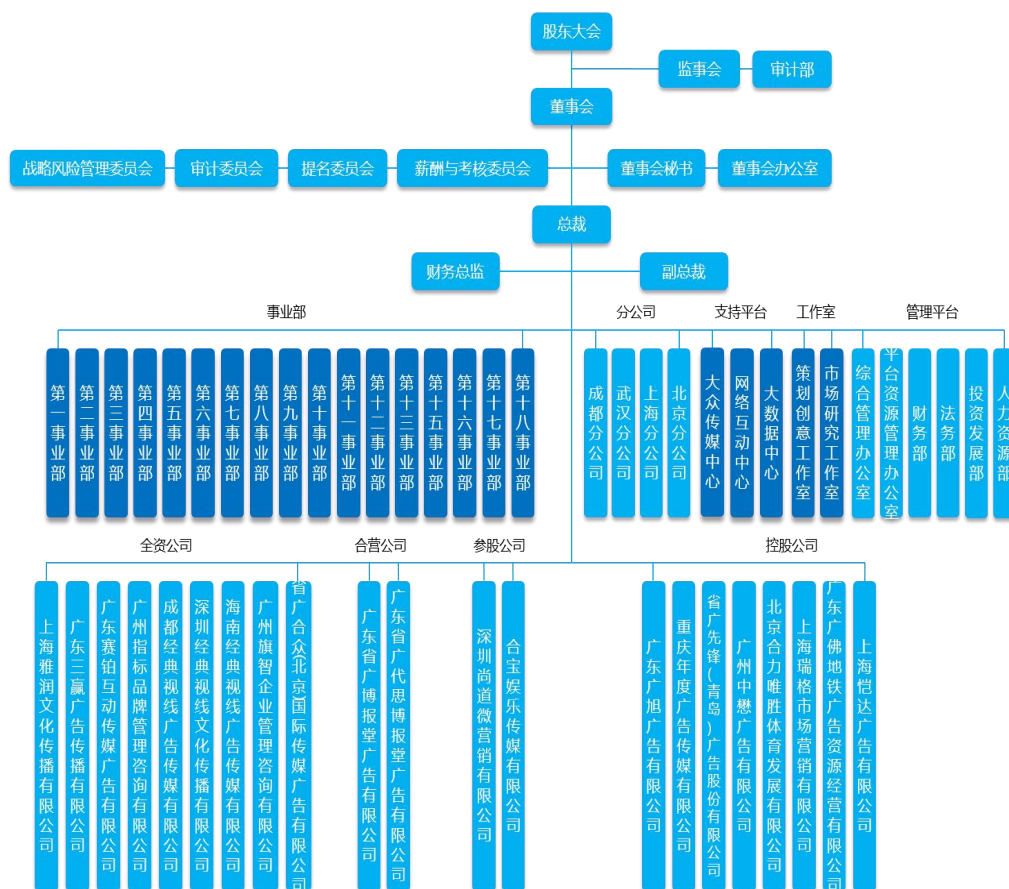 股东大会
监事会
审计部
董事会
战略风险管理委员会
审计委员会
提名委员会
薪酬与考核委员会
董事会秘书
董事会办公室
总裁
财务总监
副总裁
事业部
分公司
支持平台
工作室
管理平台
第一事业部
第二事业部
第三事业部
第四事业部
第五事业部
第六事业部
第七事业部
第八事业部
第九事业部
第十事业部
第十一事业部
第十二事业部
第十三事业部
第十五事业部
第十六事业部
第十七事业部
第十八事业部
成都分公司
武汉分公司
上海分公司
北京分公司
大众传媒中心
网络互动中心
大数据中心
策划创意工作室
市场研究工作室
综合管理办公室
平台资源管理办公室
财务部
法务部
投资发展部
人力资源部
全资公司
合营公司
参股公司
控股公司
上海雅润文化传播有限公司
广东三赢广告传播有限公司
广东赛铂互动传媒广告有限公司
广州指标品牌管理咨询有限公司
成都经典视线广告传媒有限公司
深圳经典视线文化传播有限公司
海南经典视线广告传媒有限公司
广州旗智企业管理咨询有限公司
省广合众(北京)国际传媒广告有限公司
广东省广博报堂广告有限公司
广东省广代思博报堂广告有限公司
深圳尚道微营销有限公司
合宝娱乐传媒有限公司
广东广旭广告有限公司
重庆年度广告传媒有限公司
省广先锋(青岛)广告股份有限公司
广州中懋广告有限公司
北京合力唯胜体育发展有限公司
上海瑞格市场营销有限公司
广东广佛地铁广告资源经营有限公司
上海恺达广告有限公司